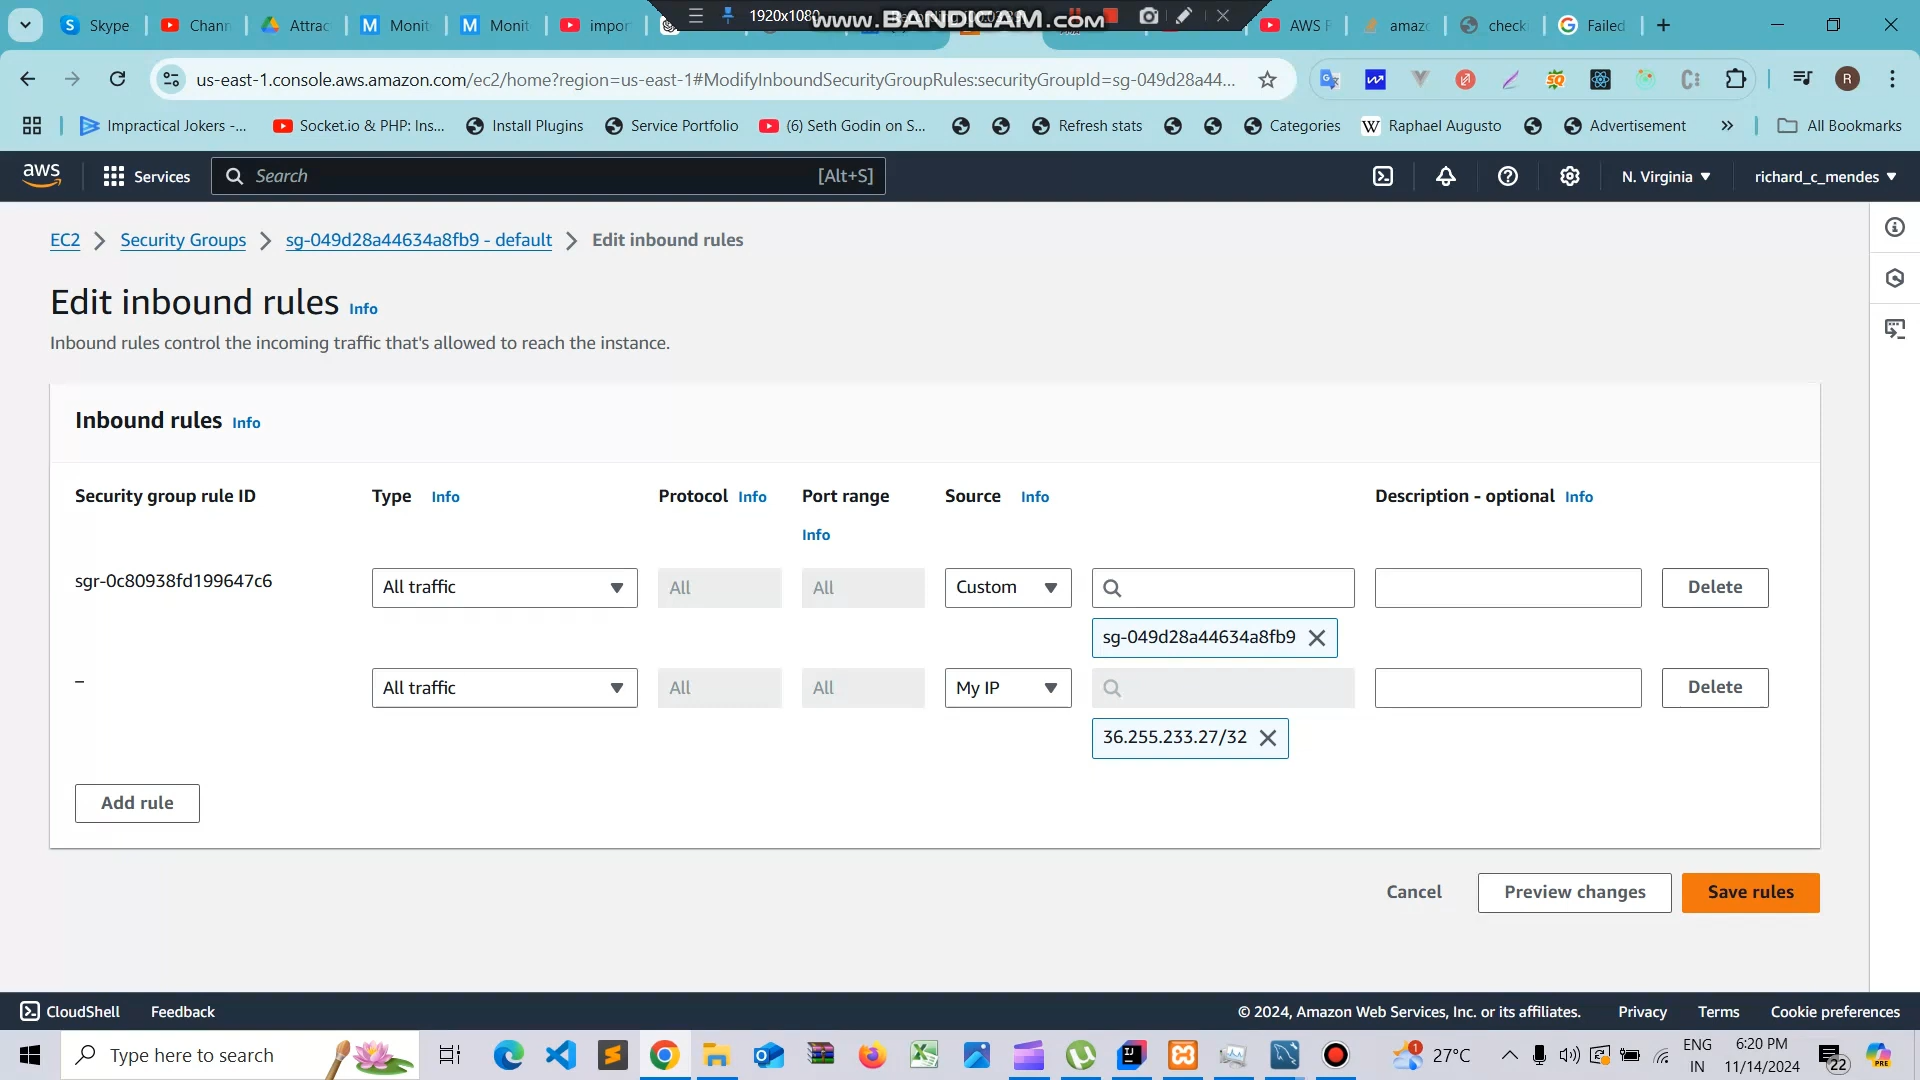 Skype
Chann
Attrac
Monit
Monit
impor
1920x1080
www.BANDICAM.com
AWS F
amaz
check
Failed
us-east-1.console.aws.amazon.com/ec2/home?region=us-east-1#ModifyInboundSecurityGroupRules:securityGroupId=sg-049d28a44...
R
Impractical Jokers -...
Socket.io & PHP: Ins...
Install Plugins
Service Portfolio
(6) Seth Godin on S...
Refresh stats
Categories
W Raphael Augusto
Advertisement
All Bookmarks
aws
Services
Search
[Alt+S]
N. Virginia
richard_c_mendes
EC2
Security Groups
sg-049d28a44634a8fb9 - default
Edit inbound rules
Edit inbound rules Info
Inbound rules control the incoming traffic that's allowed to reach the instance.
Inbound rules Info
Security group rule ID
Type Info
Protocol Info
Port range
Info
Source Info
Description - optional Info
sgr-0c80938fd199647c6
All traffic
All
All
Custom
Delete
sg-049d28a44634a8fb9
–
All traffic
All
All
My IP
Delete
36.255.233.27/32
Add rule
Cancel
Preview changes
Save rules
CloudShell
Feedback
© 2024, Amazon Web Services, Inc. or its affiliates.
Privacy
Terms
Cookie preferences
Type here to search
27°C
ENG
IN
6:20 PM
11/14/2024
22